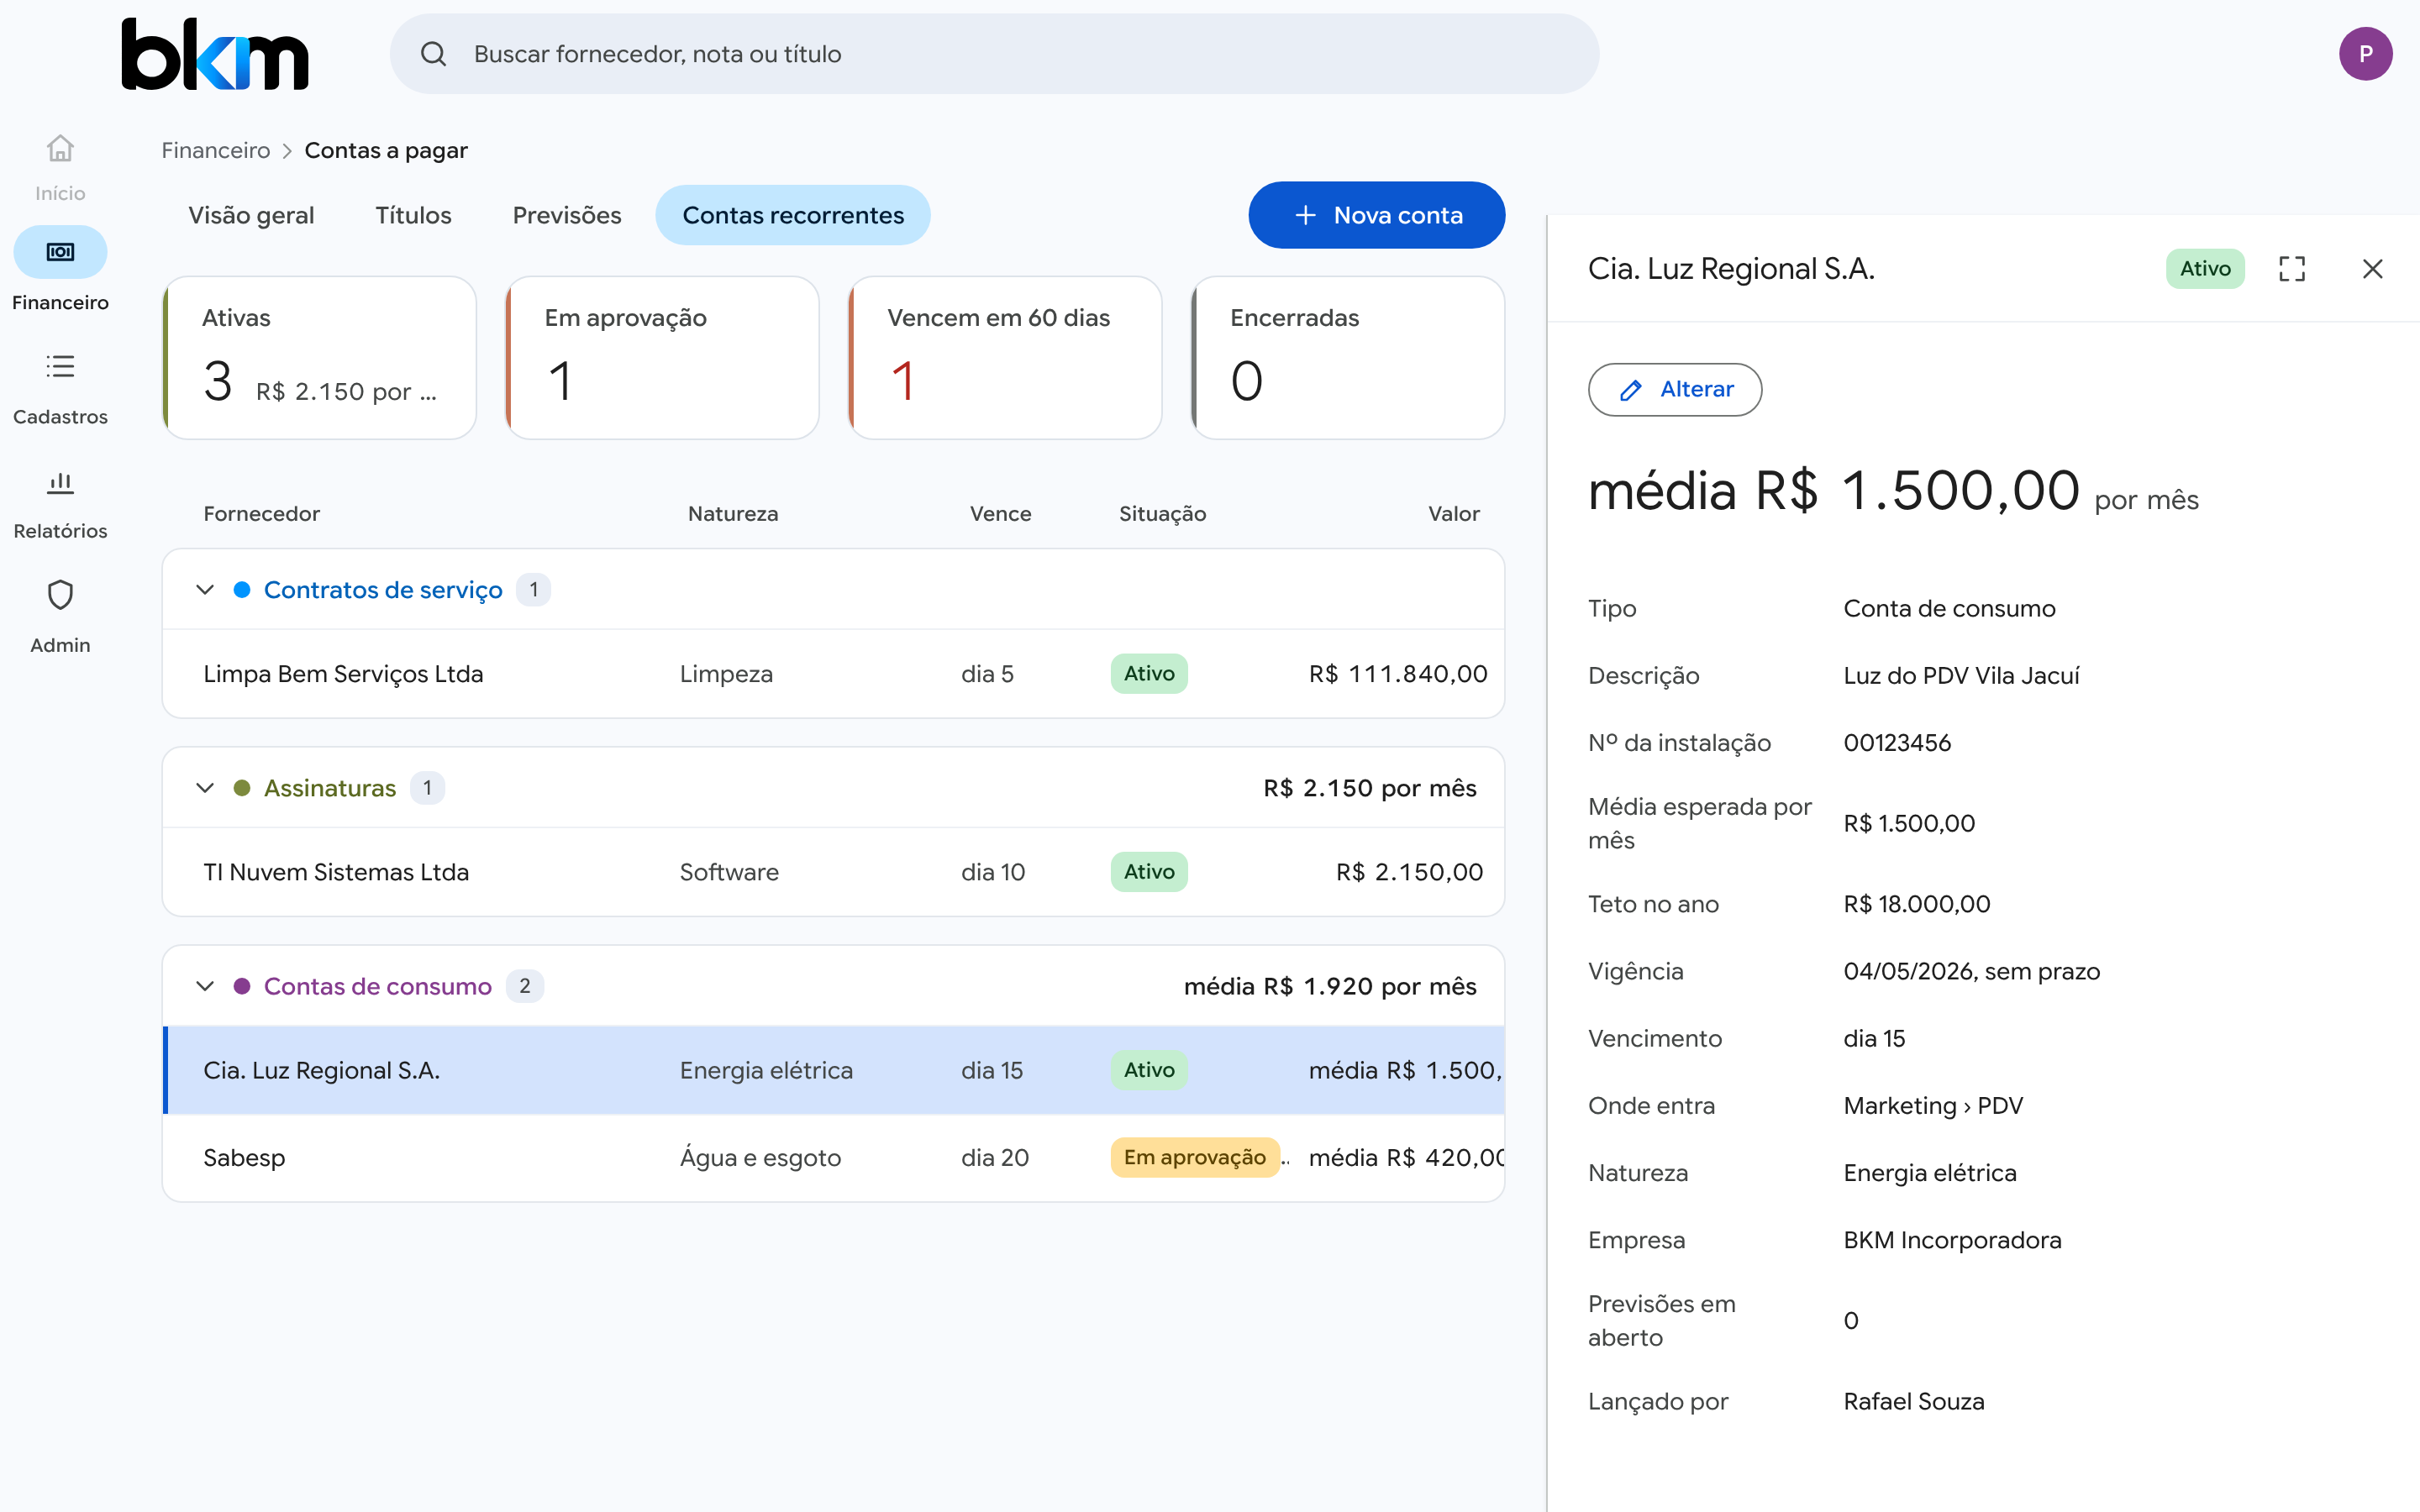 bkm
Buscar fornecedor, nota ou título
P
Início
Financeiro
Cadastros
Relatórios
Admin
Financeiro > Contas a pagar
Visão geral
Títulos
Previsões
Contas recorrentes
+ Nova conta
Ativas
3 R$ 2.150 por ...
Em aprovação
1
Vencem em 60 dias
1
Encerradas
0
Fornecedor Natureza Vence Situação Valor
Contratos de serviço 1
Limpa Bem Serviços Ltda Limpeza dia 5 Ativo R$ 111.840,00
Assinaturas 1 R$ 2.150 por mês
TI Nuvem Sistemas Ltda Software dia 10 Ativo R$ 2.150,00
Contas de consumo 2 média R$ 1.920 por mês
Cia. Luz Regional S.A. Energia elétrica dia 15 Ativo média R$ 1.500,
Sabesp Água e esgoto dia 20 Em aprovação .. média R$ 420,00
Cia. Luz Regional S.A. Ativo
Alterar
média R$ 1.500,00 por mês
Tipo Conta de consumo
Descrição Luz do PDV Vila Jacuí
Nº da instalação 00123456
Média esperada por
mês
R$ 1.500,00
Teto no ano R$ 18.000,00
Vigência 04/05/2026, sem prazo
Vencimento dia 15
Onde entra Marketing › PDV
Natureza Energia elétrica
Empresa BKM Incorporadora
Previsões em
aberto
0
Lançado por Rafael Souza